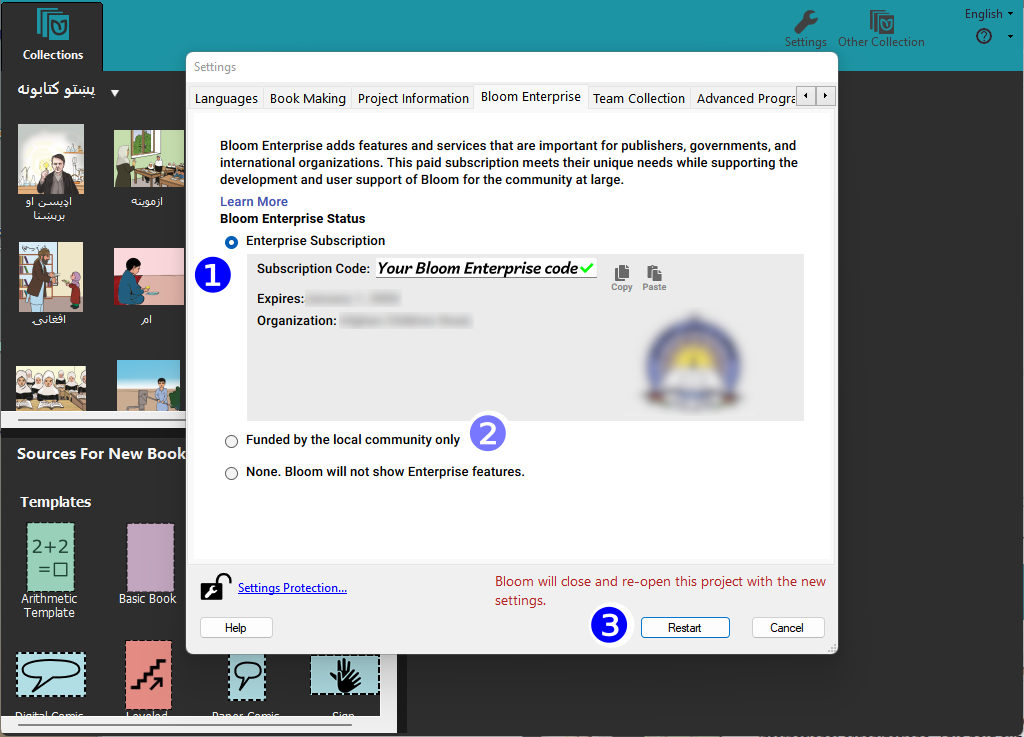 English
Collections
Settings
Other Collection
پښتو کتابونه
اډیسن او
بریښنا
ازموینه
افغانی
ام
Sources For New Book
Templates
2+2
=□
Arithmetic
Template
Basic Book
Digital Comic
Leveled
Paper Comic
Sign
Settings
Languages
Book Making
Project Information
Bloom Enterprise
Team Collection
Advanced Progra
Bloom Enterprise adds features and services that are important for publishers, governments, and
international organizations. This paid subscription meets their unique needs while supporting the
development and user support of Bloom for the community at large.
Learn More
Bloom Enterprise Status
Enterprise Subscription
1
Subscription Code: Your Bloom Enterprise code
Copy
Paste
Expires:
Organization:
Funded by the local community only
2
None. Bloom will not show Enterprise features.
Settings Protection...
Bloom will close and re-open this project with the new
settings.
Help
3
Restart
Cancel